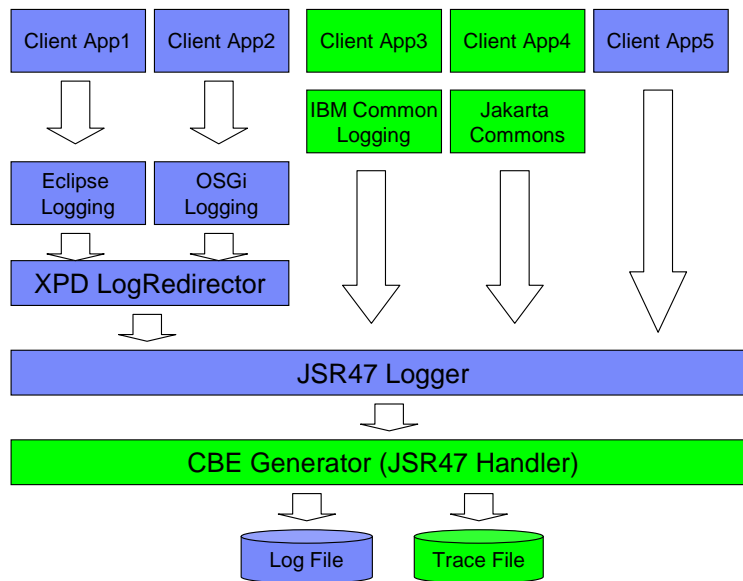 Client App1
Client App2
Client App3
Client App4
Client App5
IBM Common
Logging
Jakarta
Commons
Eclipse
Logging
OSGi
Logging
XPD LogRedirector
JSR47 Logger
CBE Generator (JSR47 Handler)
Log File
Trace File